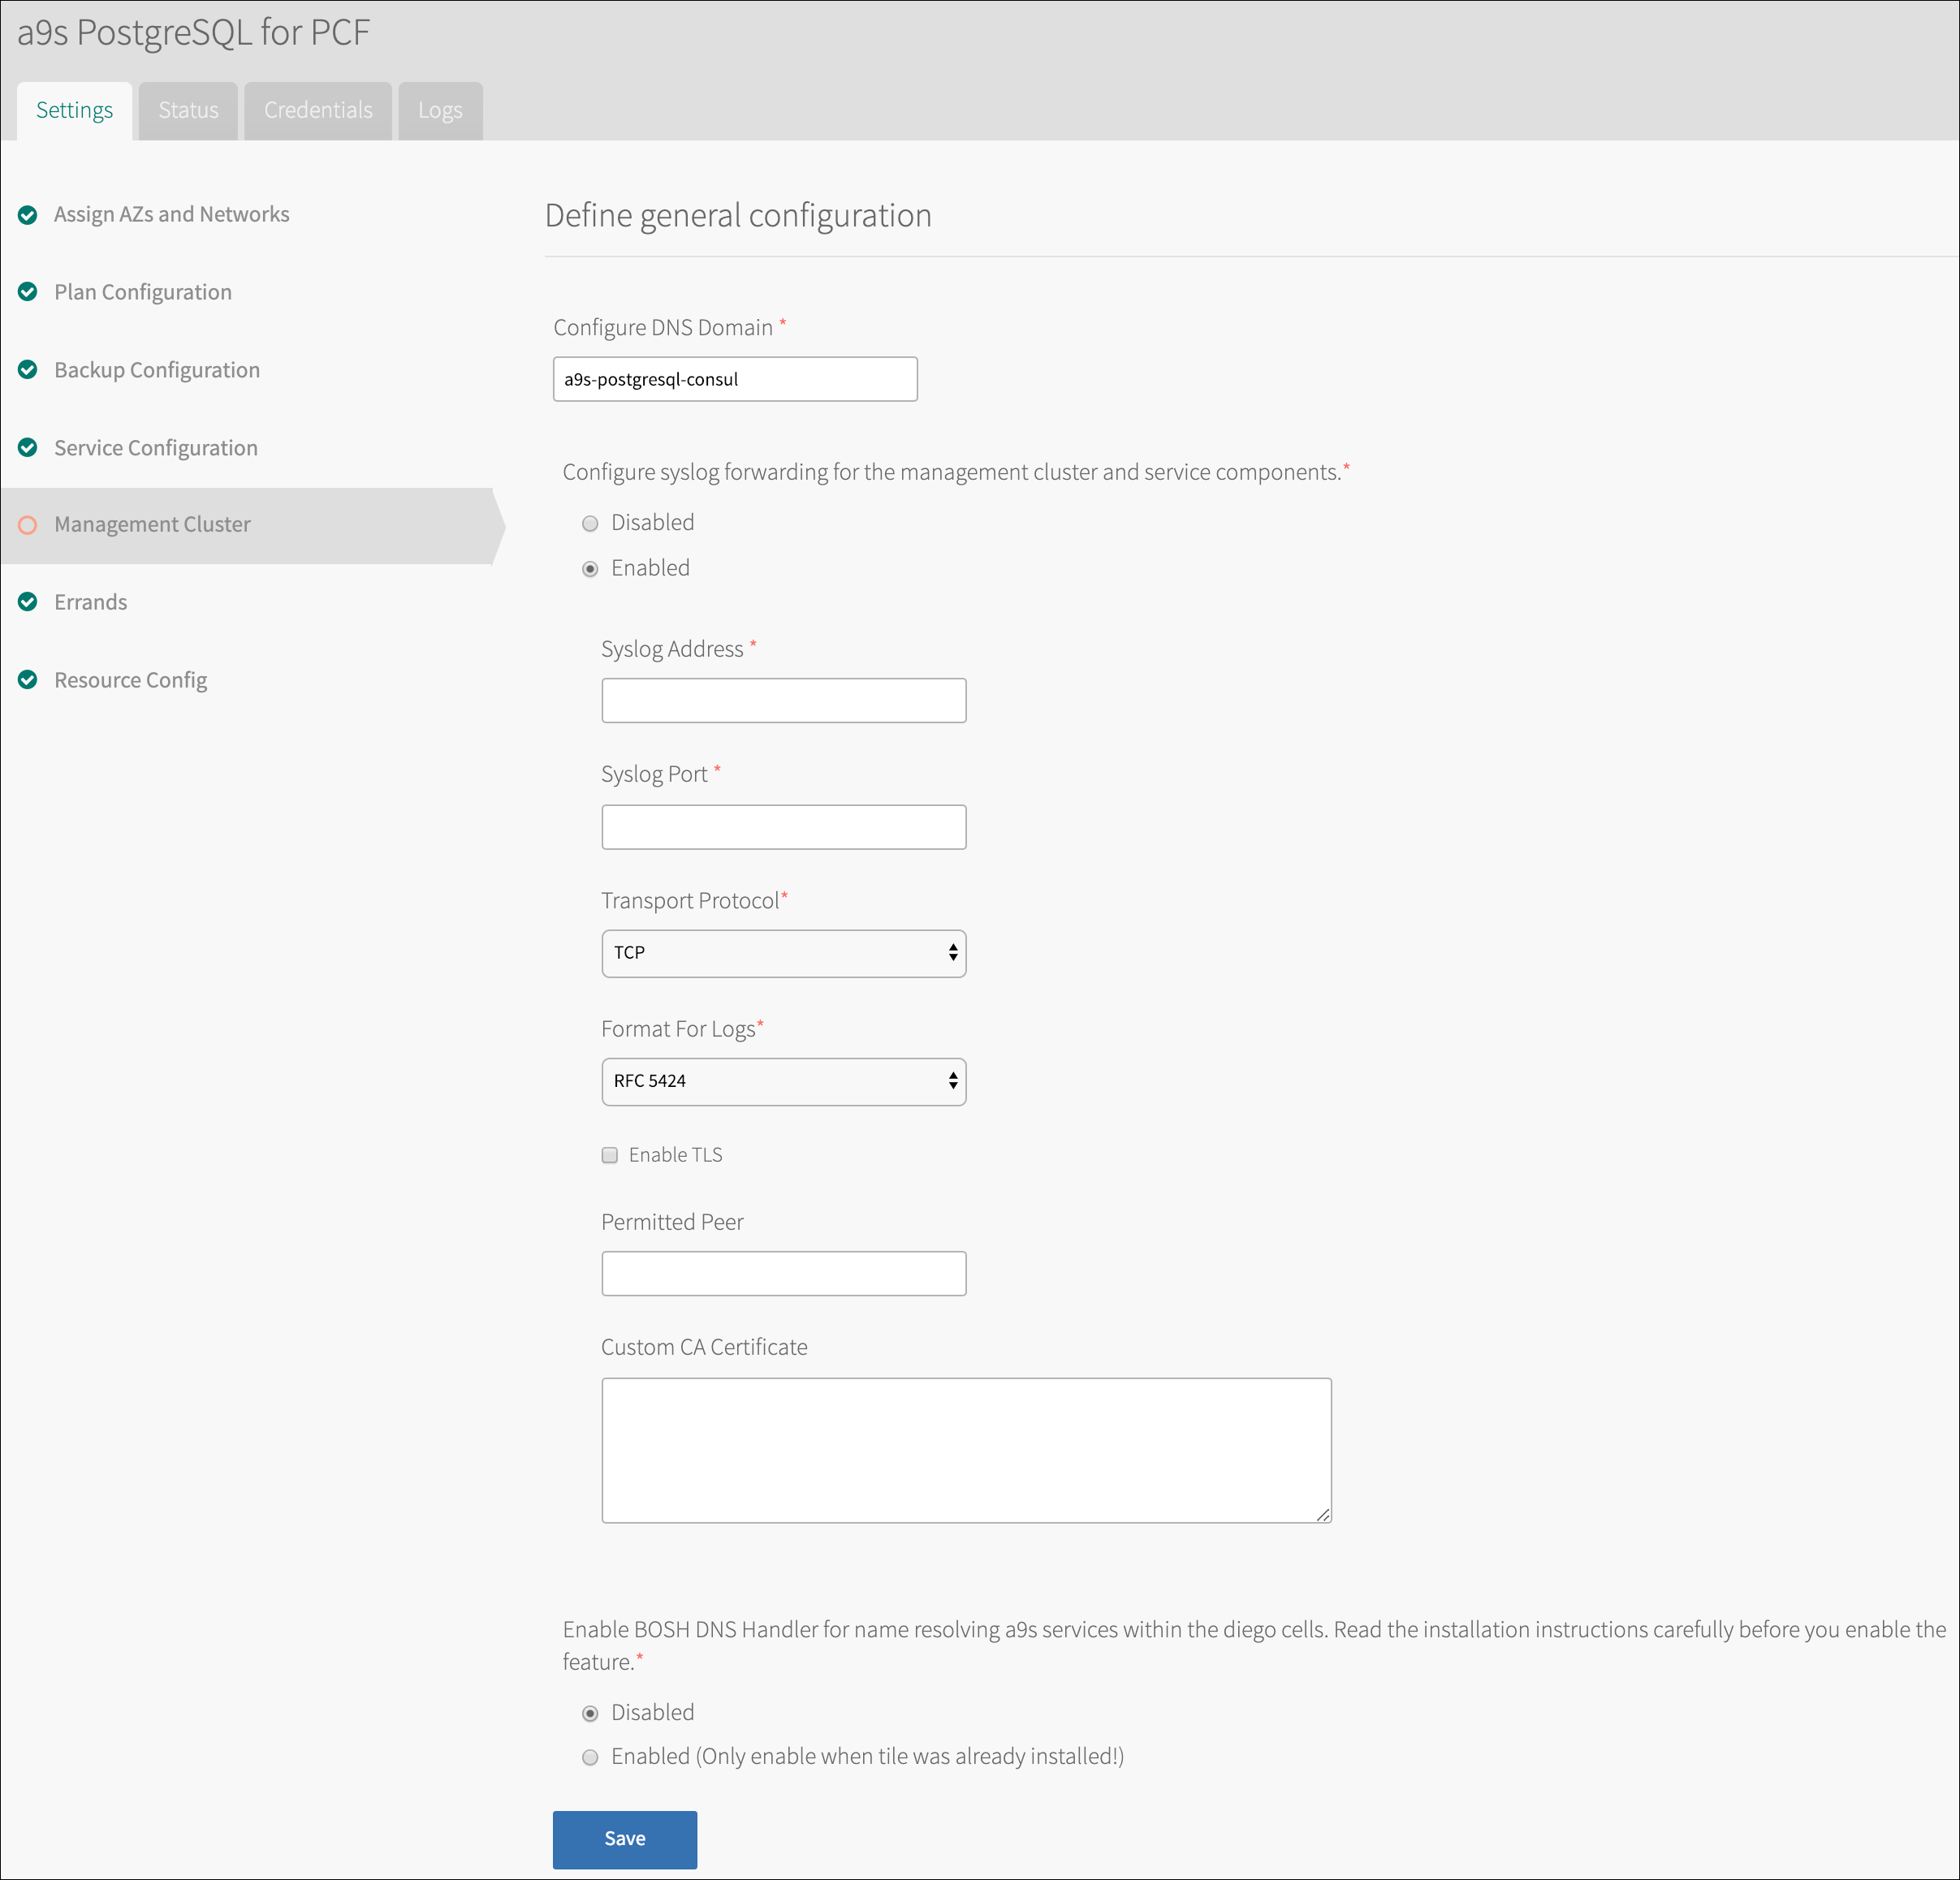 a9s PostgreSQL for PCF
Settings
Status
Credentials
Logs
Assign AZs and Networks
Plan Configuration
Backup Configuration
Service Configuration
Management Cluster
Errands
Resource Config
Define general configuration
Configure DNS Domain *
a9s-postgresql-consul
Configure syslog forwarding for the management cluster and service components.*
Disabled
Enabled
Syslog Address *
Syslog Port *
Transport Protocol*
TCP
Format For Logs*
RFC 5424
Enable TLS
Permitted Peer
Custom CA Certificate
Enable BOSH DNS Handler for name resolving a9s services within the diego cells. Read the installation instructions carefully before you enable the
feature.*
Disabled
Enabled (Only enable when tile was already installed!)
Save